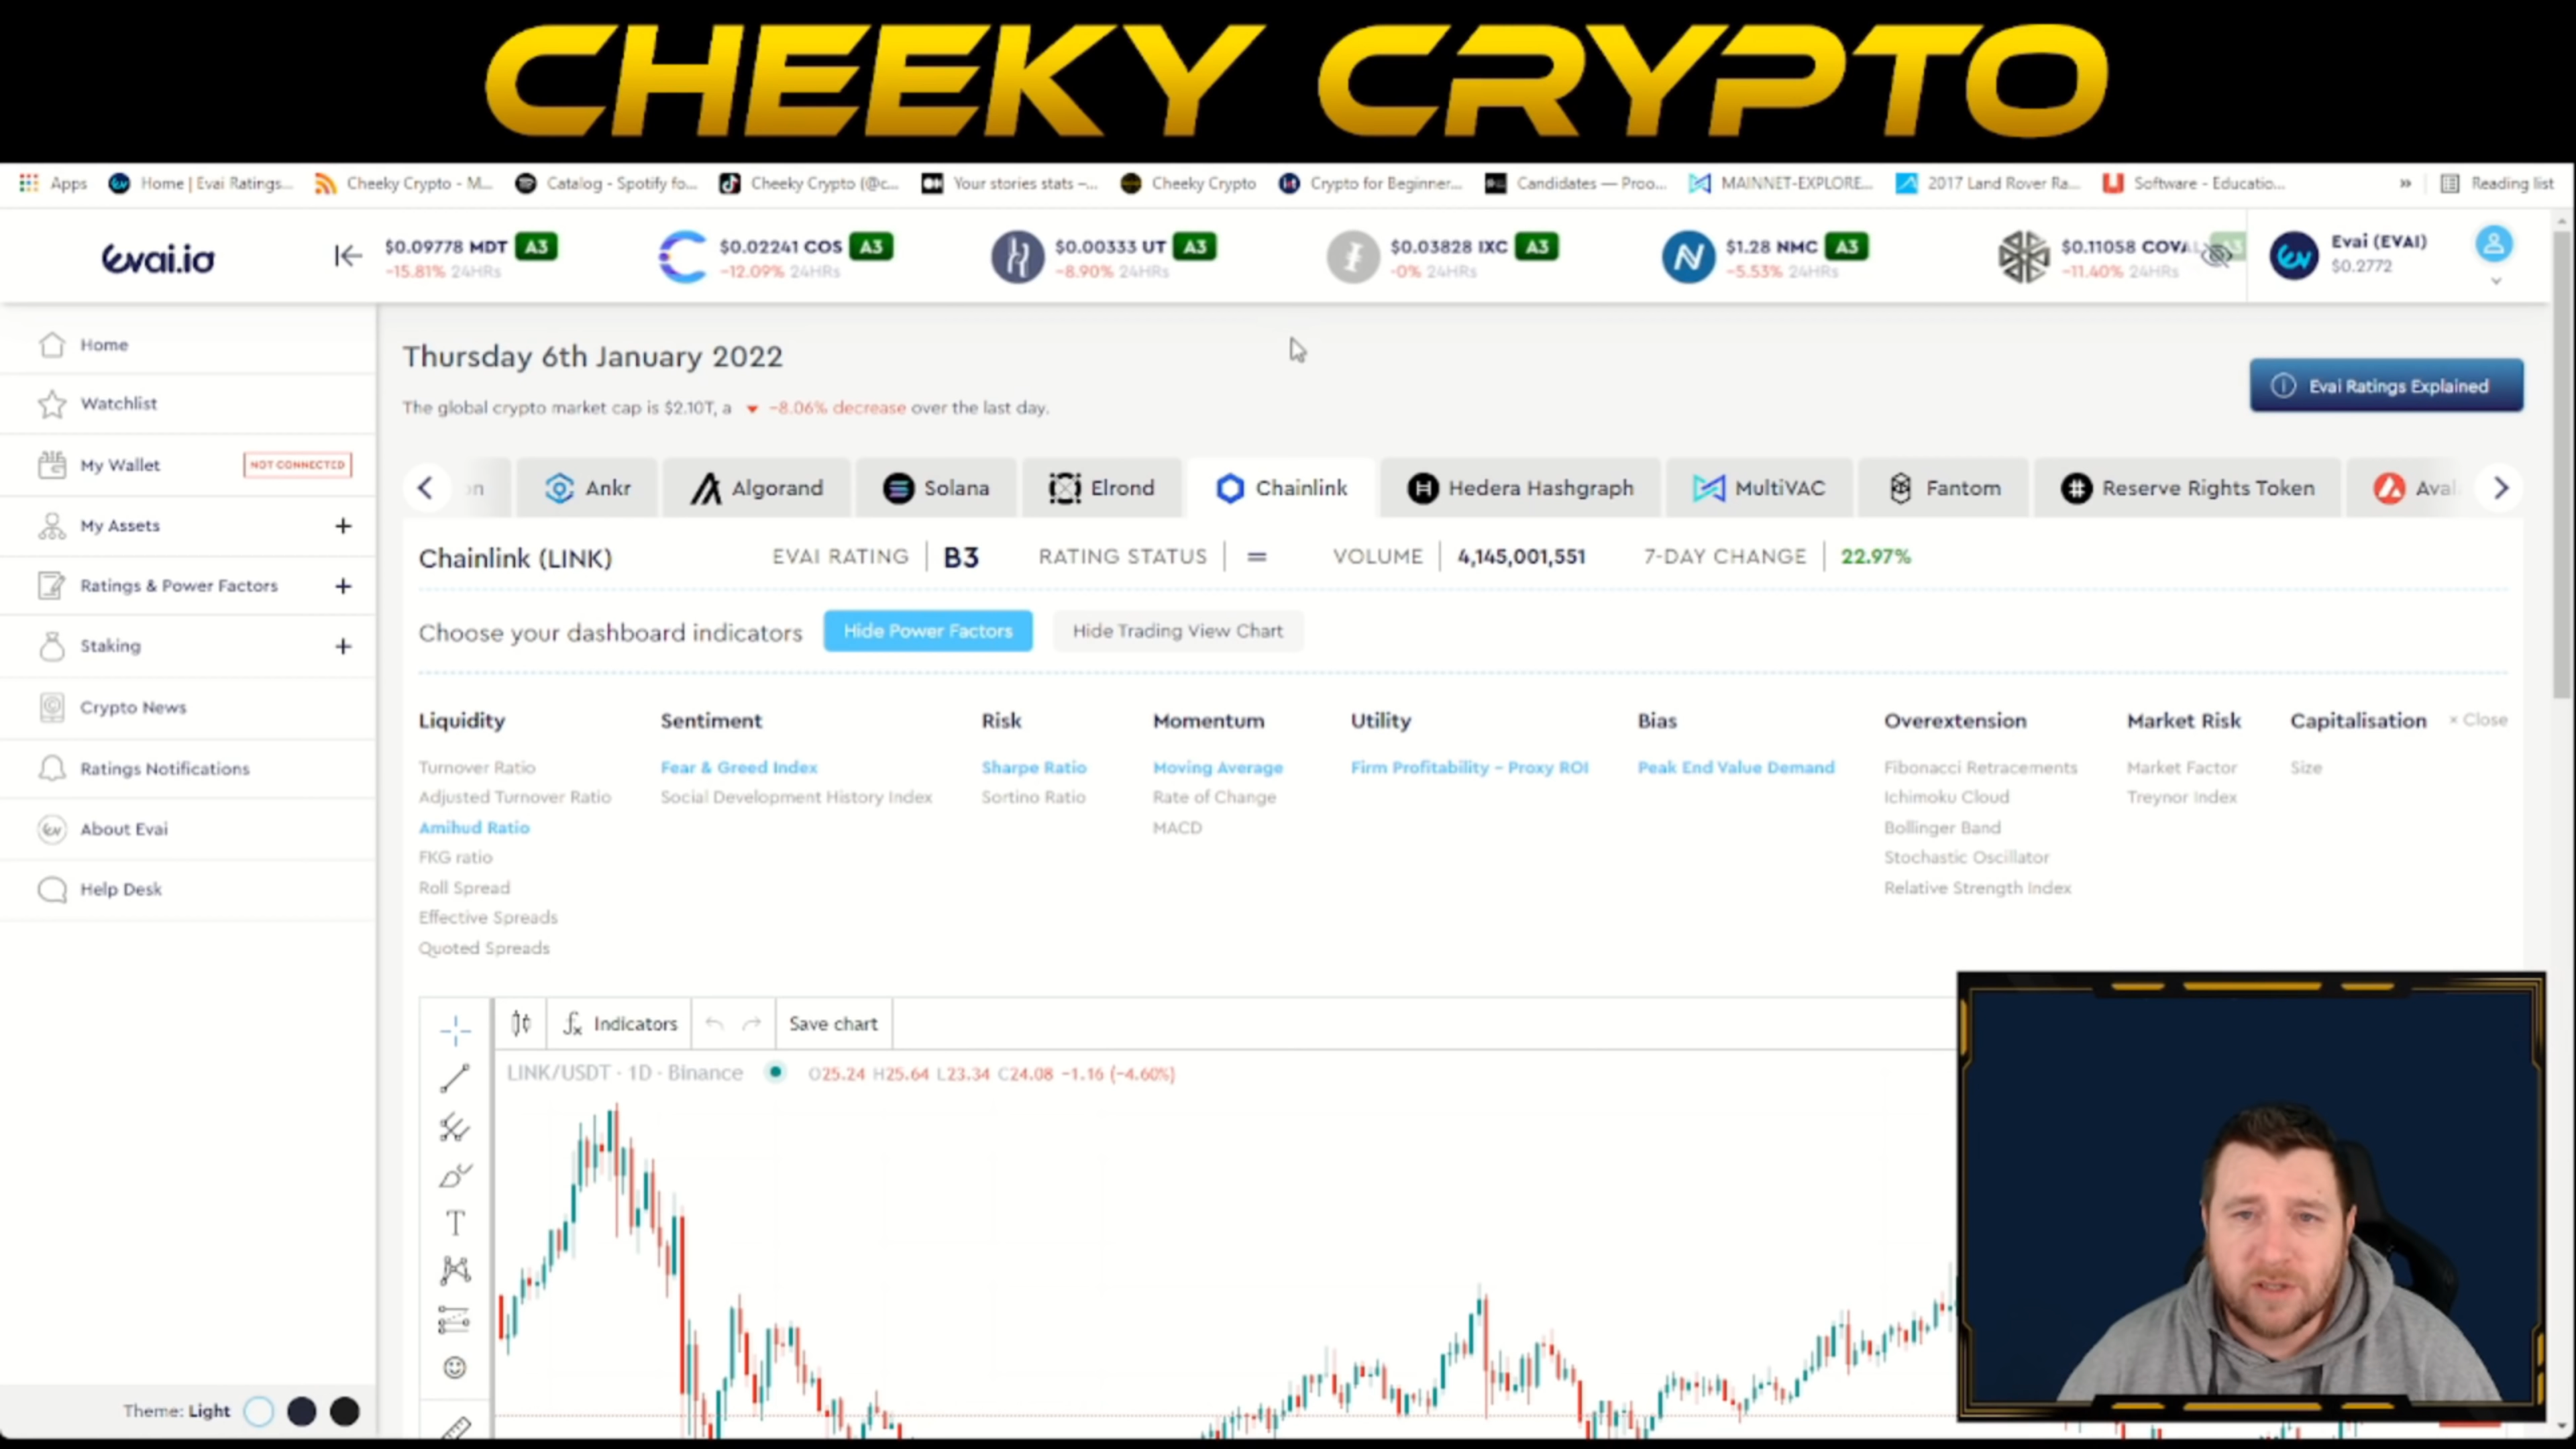 CHEEKY CRYPTO
Apps Home | Evai Ratings... Cheeky Crypto - M... Catalog - Spotify fo... Cheeky Crypto (@c... Your stories stats –... Cheeky Crypto Crypto for Beginner... Candidates — Proo... MAINNET-EXPLORE... 2017 Land Rover Ra... Software - Educatio... » Reading list
evai.io
$0.09778 MDT A3
-15.81% 24HRs
$0.02241 COS A3
-12.09% 24HRs
$0.00333 UT A3
-8.90% 24HRs
$0.03828 IXC A3
-0% 24HRs
$1.28 NMC A3
-5.53% 24HRs
$0.11058 COVAL
-11.40% 24HRs
Evai (EVAI)
$0.2772
Home
Watchlist
My Wallet NOT CONNECTED
My Assets +
Ratings & Power Factors +
Staking +
Crypto News
Ratings Notifications
About Evai
Help Desk
Theme: Light
Thursday 6th January 2022
The global crypto market cap is $2.10T, a ▼ -8.06% decrease over the last day.
Evai Ratings Explained
on Ankr Algorand Solana Elrond Chainlink Hedera Hashgraph MultiVAC Fantom Reserve Rights Token Aval
Chainlink (LINK) EVAI RATING | B3 RATING STATUS | = VOLUME | 4,145,001,551 7-DAY CHANGE | 22.97%
Choose your dashboard indicators Hide Power Factors Hide Trading View Chart
Liquidity
Turnover Ratio
Adjusted Turnover Ratio
Amihud Ratio
FKG ratio
Roll Spread
Effective Spreads
Quoted Spreads
Sentiment
Fear & Greed Index
Social Development History Index
Risk
Sharpe Ratio
Sortino Ratio
Momentum
Moving Average
Rate of Change
MACD
Utility
Firm Profitability - Proxy ROI
Bias
Peak End Value Demand
Overextension
Fibonacci Retracements
Ichimoku Cloud
Bollinger Band
Stochastic Oscillator
Relative Strength Index
Market Risk
Market Factor
Treynor Index
Capitalisation
Size
× Close
Indicators Save chart
LINK/USDT · 1D · Binance O25.24 H25.64 L23.34 C24.08 -1.16 (-4.60%)